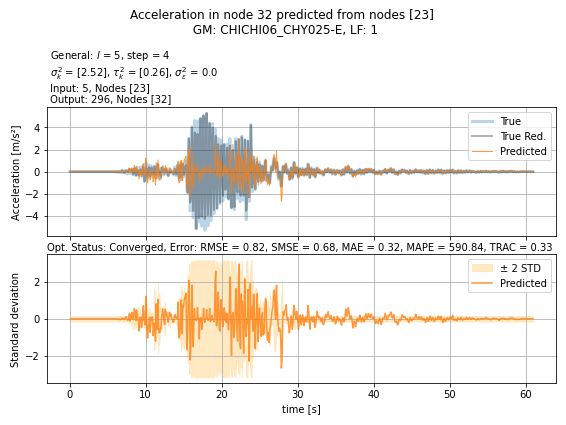 Acceleration in node 32 predicted from nodes [23]
GM: CHICHI06_CHY025-E, LF: 1
General: l = 5, step = 4
σ²ₖ = [2.52], τ²ₖ = [0.26], σ²ε = 0.0
Input: 5, Nodes [23]
Output: 296, Nodes [32]
Acceleration [m/s²]
4
2
0
−2
−4
True
True Red.
Predicted
Opt. Status: Converged, Error: RMSE = 0.82, SMSE = 0.68, MAE = 0.32, MAPE = 590.84, TRAC = 0.33
Standard deviation
2
0
−2
± 2 STD
Predicted
0 10 20 30 40 50 60
time [s]